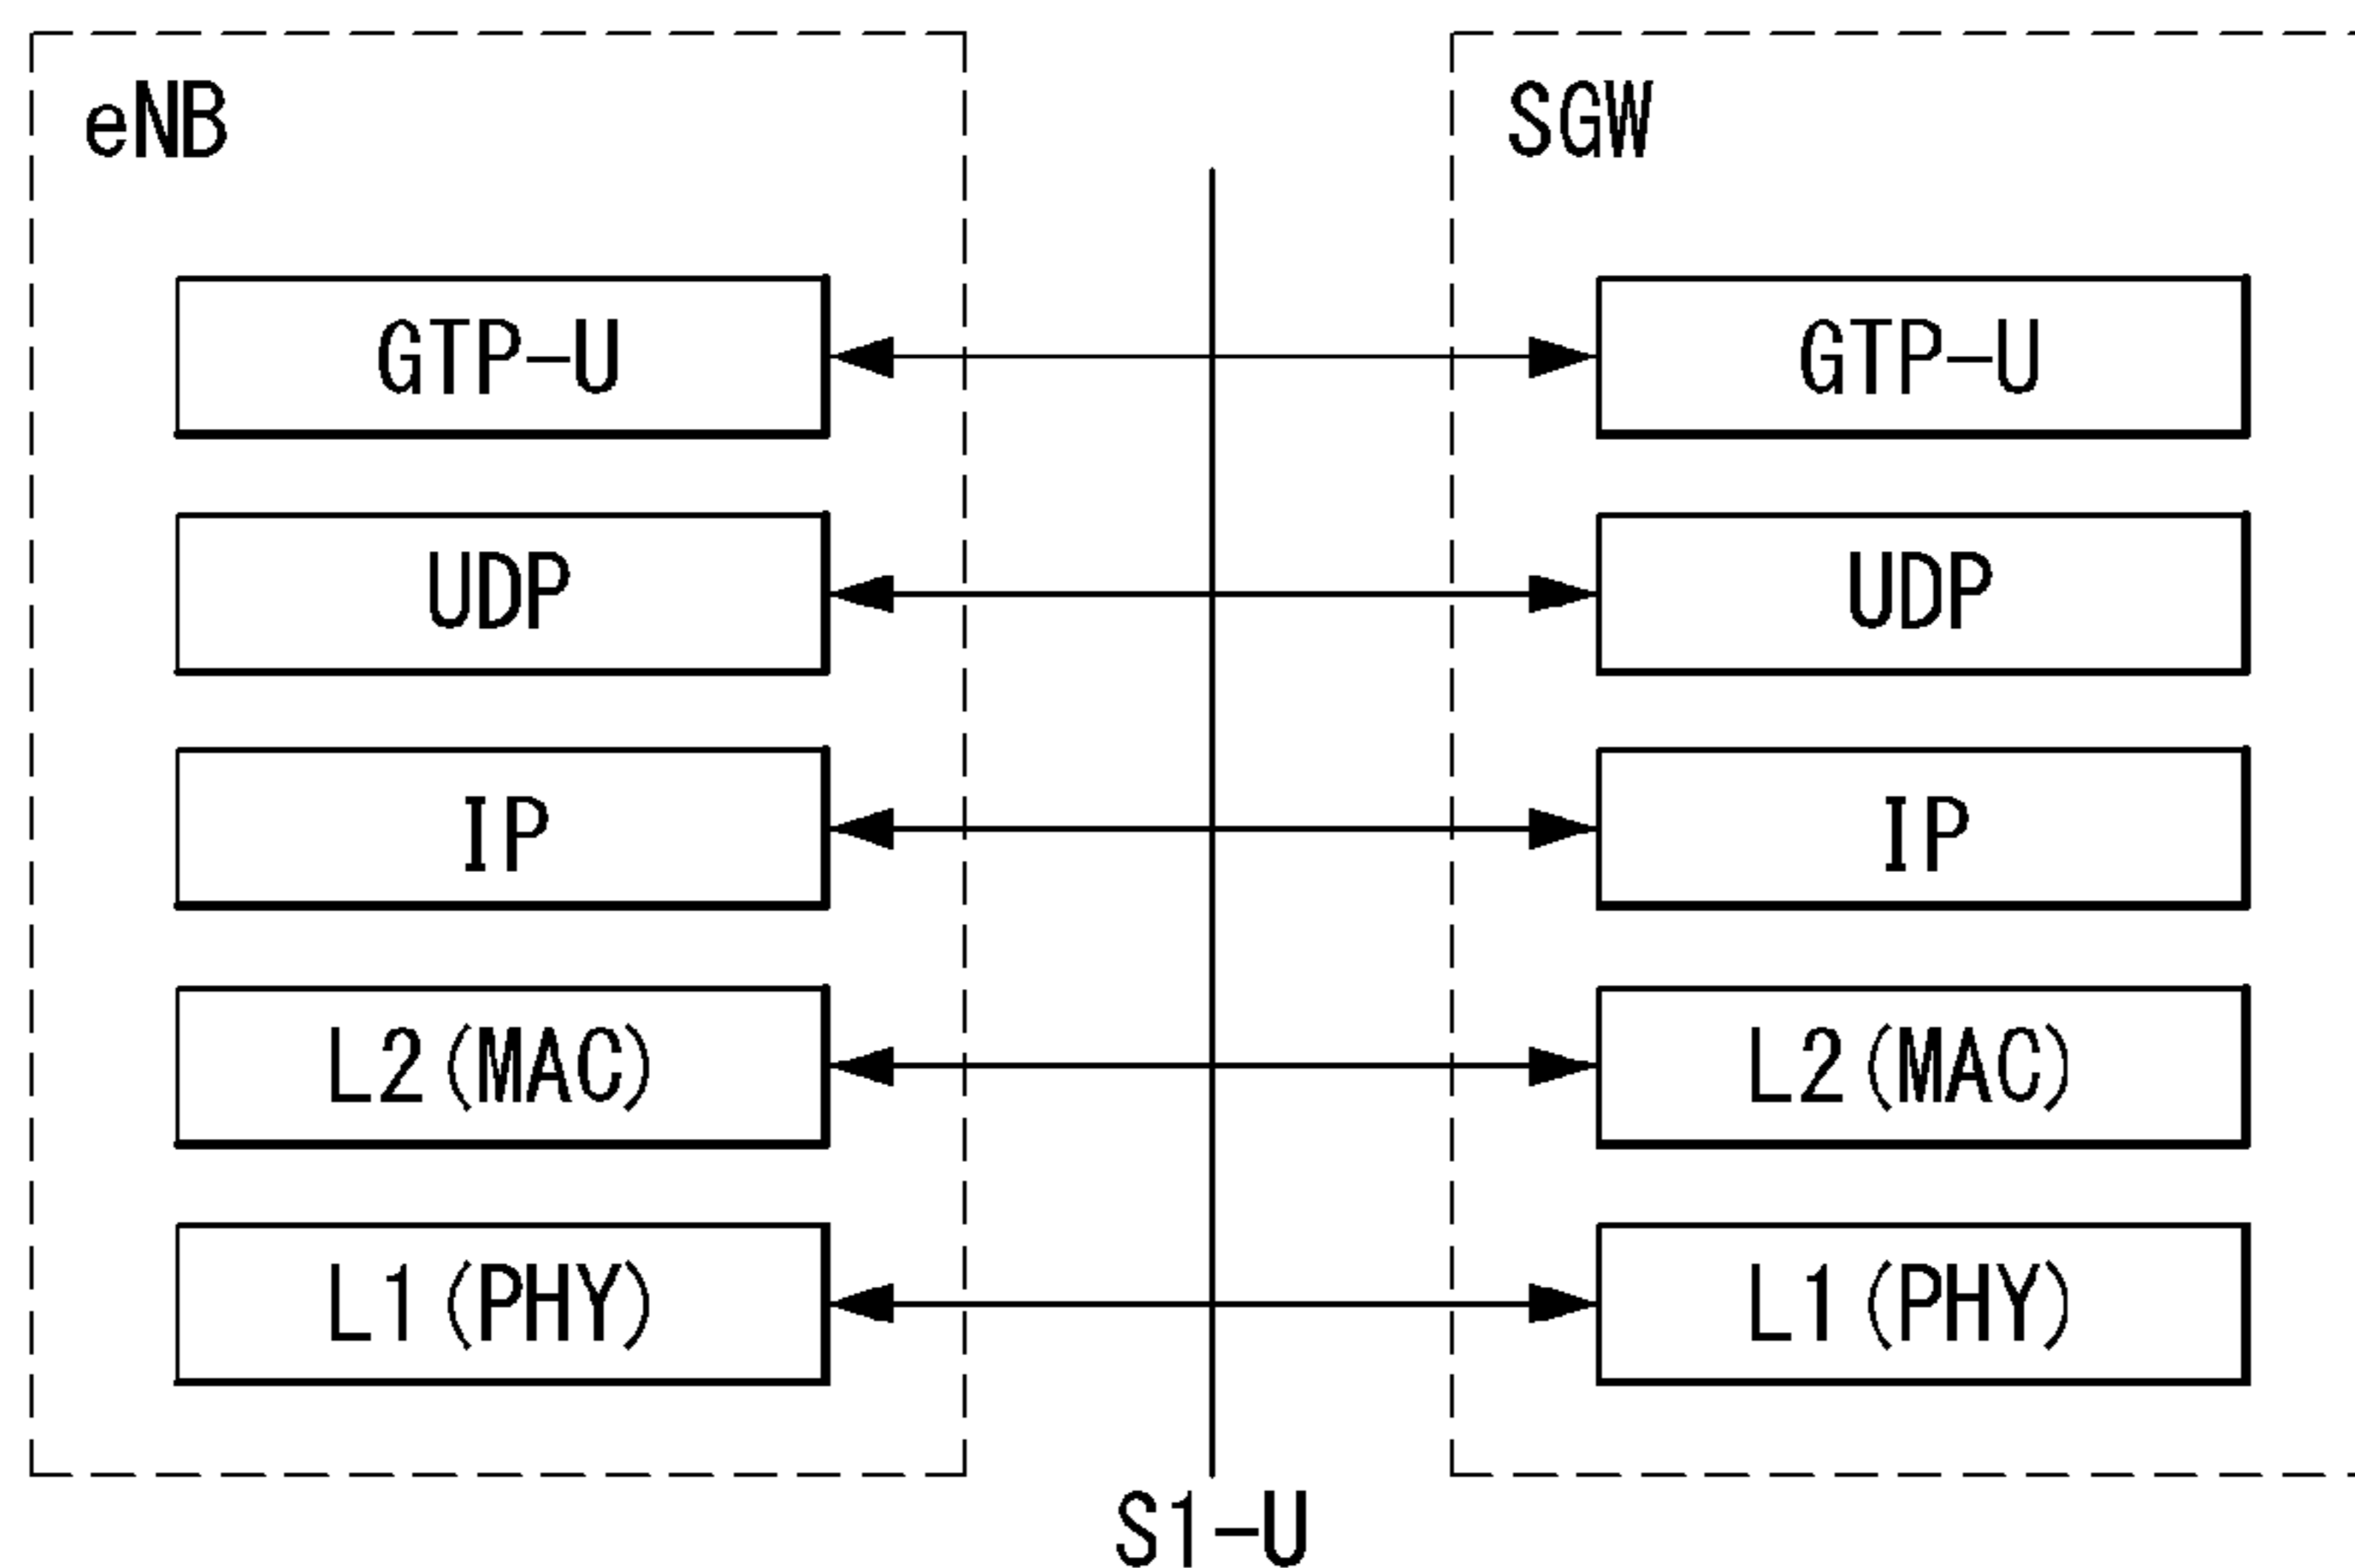 eNB
SGW
GTP-U
GTP-U
UDP
UDP
IP
IP
L2(MAC)
L2(MAC)
L1(PHY)
L1(PHY)
S1-U